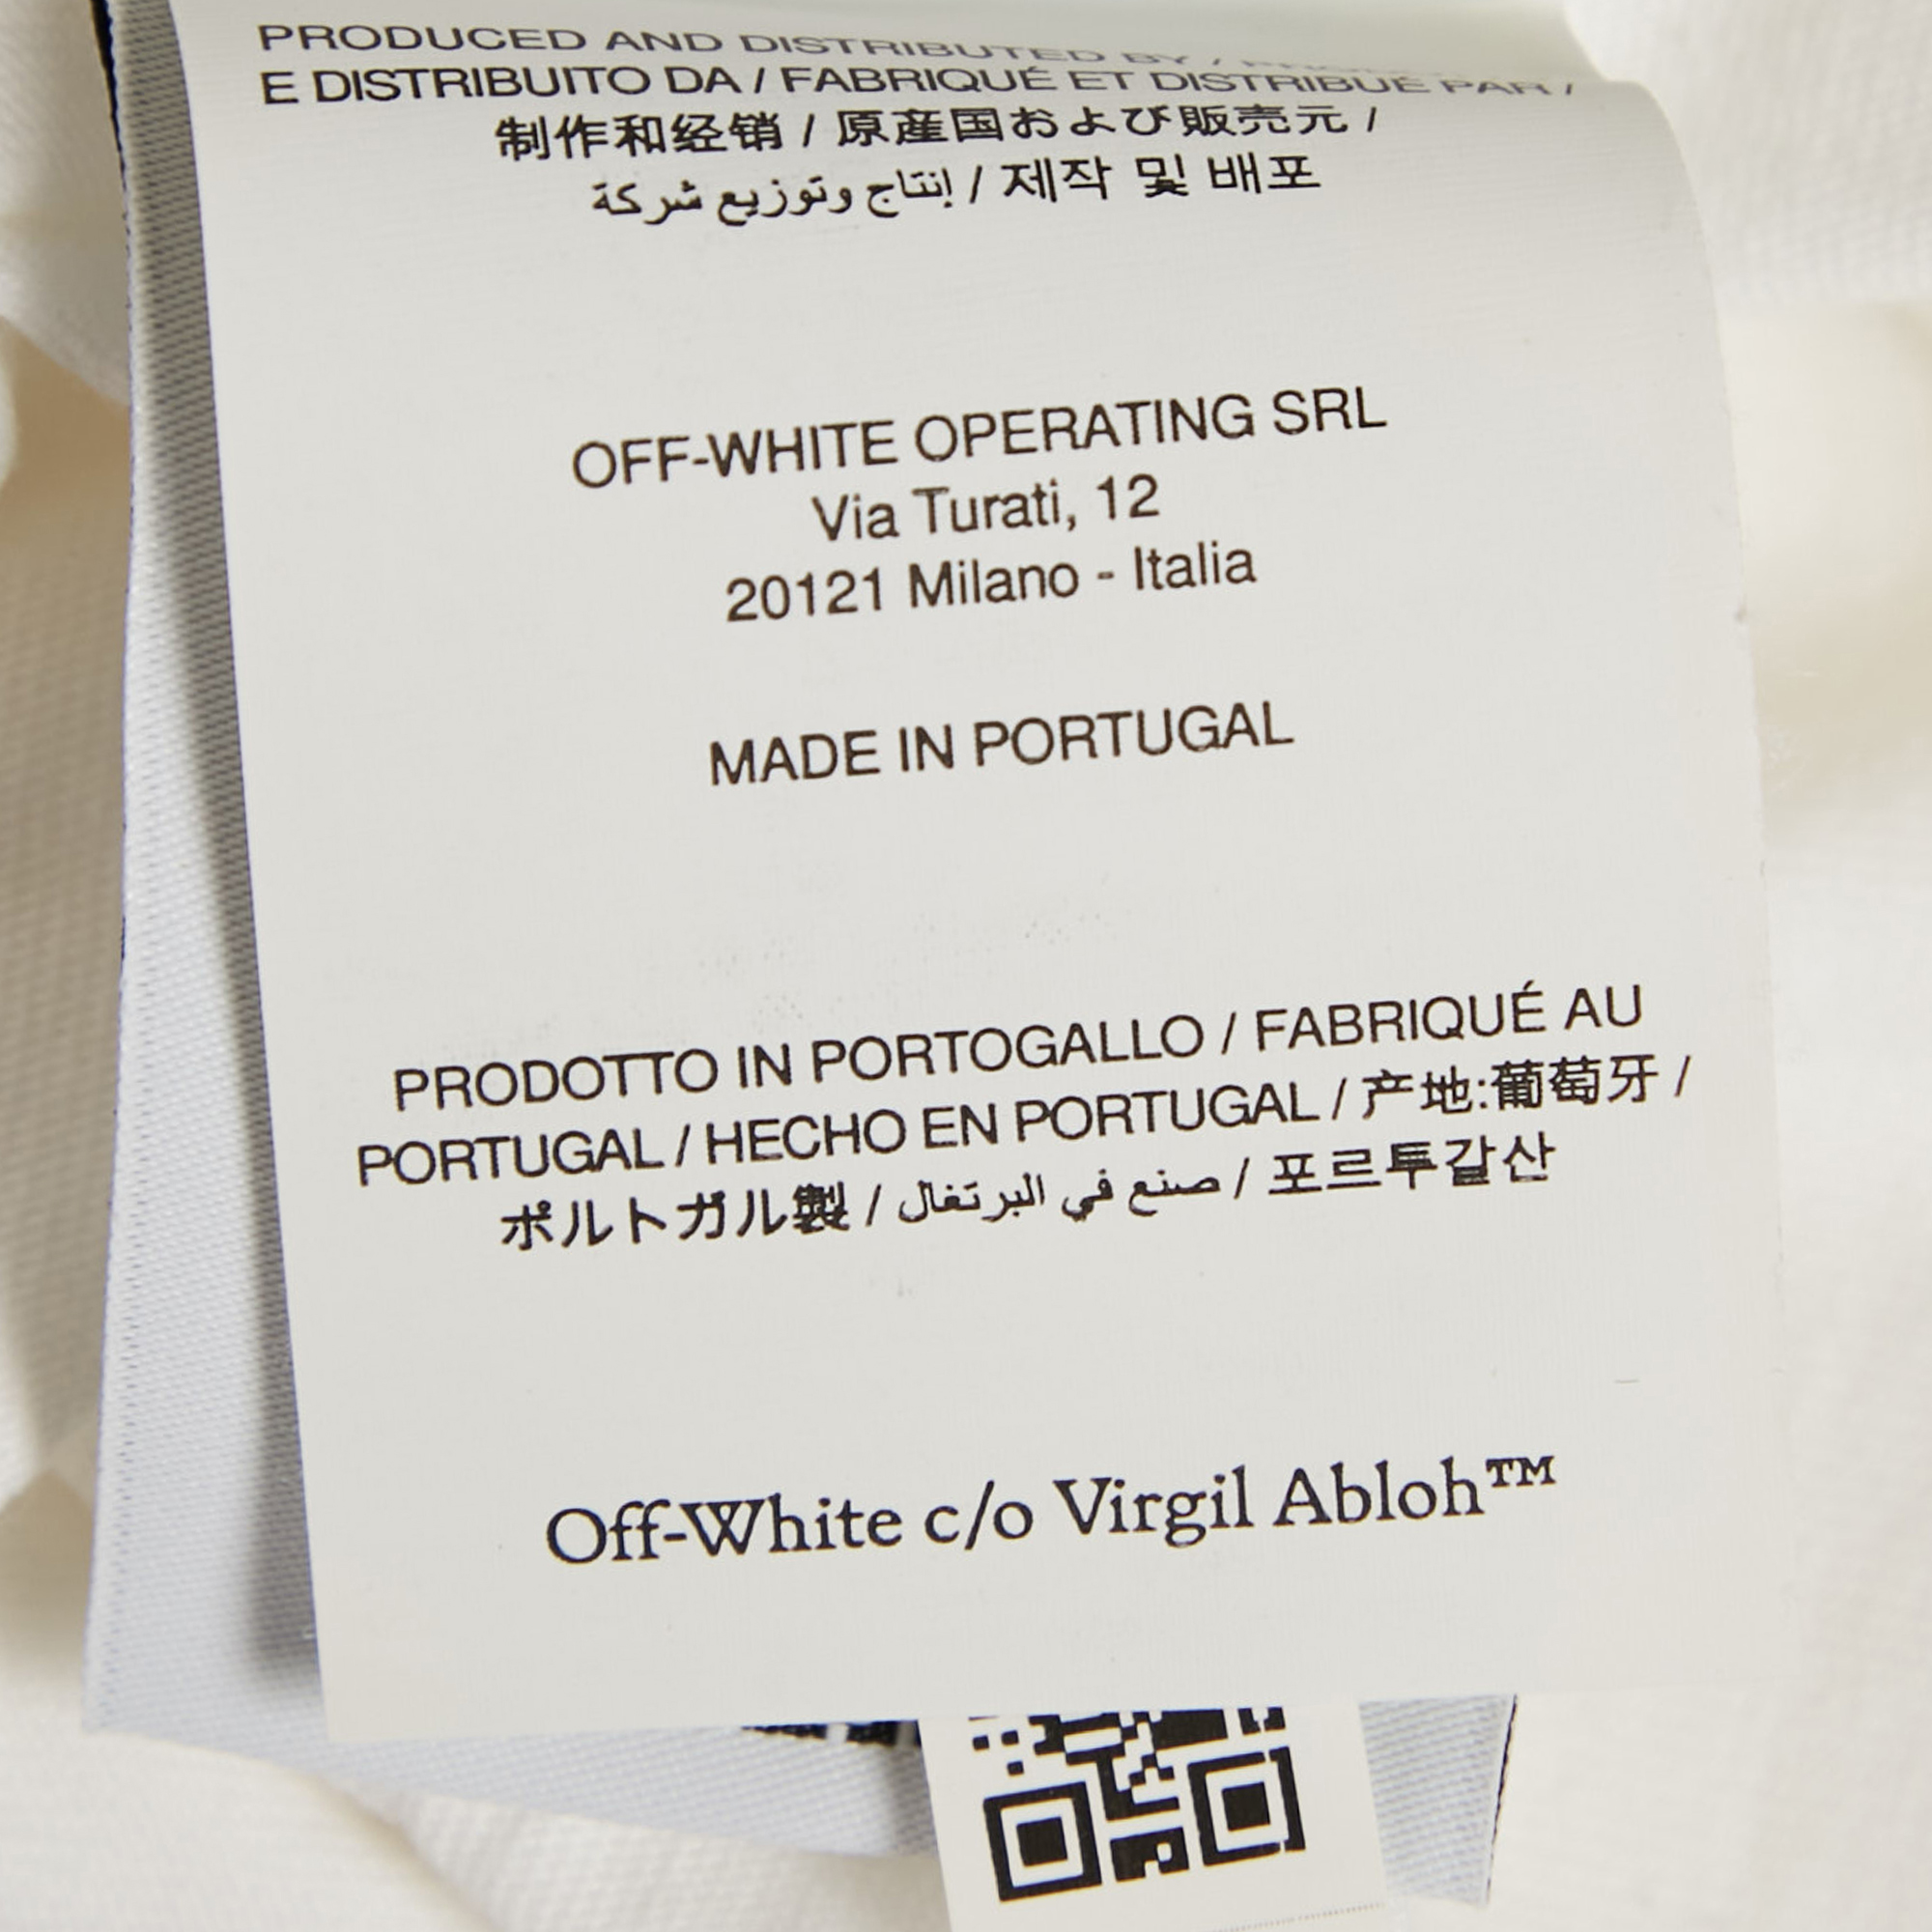 PRODUCED AND DISTRIBUTED BY /
E DISTRIBUITO DA / FABRIQUÉ ET DISTRIBUÉ PAR /
制作和经销 / 原産国および販売元 /
إنتاج وتوزيع شركة / 제작 및 배포
OFF-WHITE OPERATING SRL
Via Turati, 12
20121 Milano - Italia
MADE IN PORTUGAL
PRODOTTO IN PORTOGALLO / FABRIQUÉ AU
PORTUGAL / HECHO EN PORTUGAL / 产地:葡萄牙 /
ポルトガル製 / صنع في البرتغال / 포르투갈산
Off-White c/o Virgil Abloh™